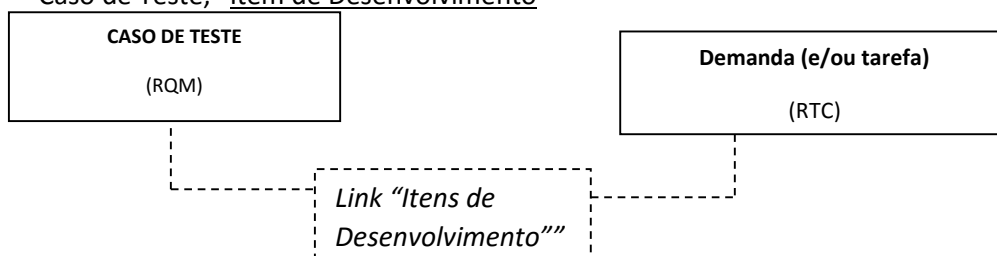 Caso de Teste, Item de Desenvolvimento
CASO DE TESTE
(RQM)
Demanda (e/ou tarefa)
(RTC)
Link “Itens de
Desenvolvimento””